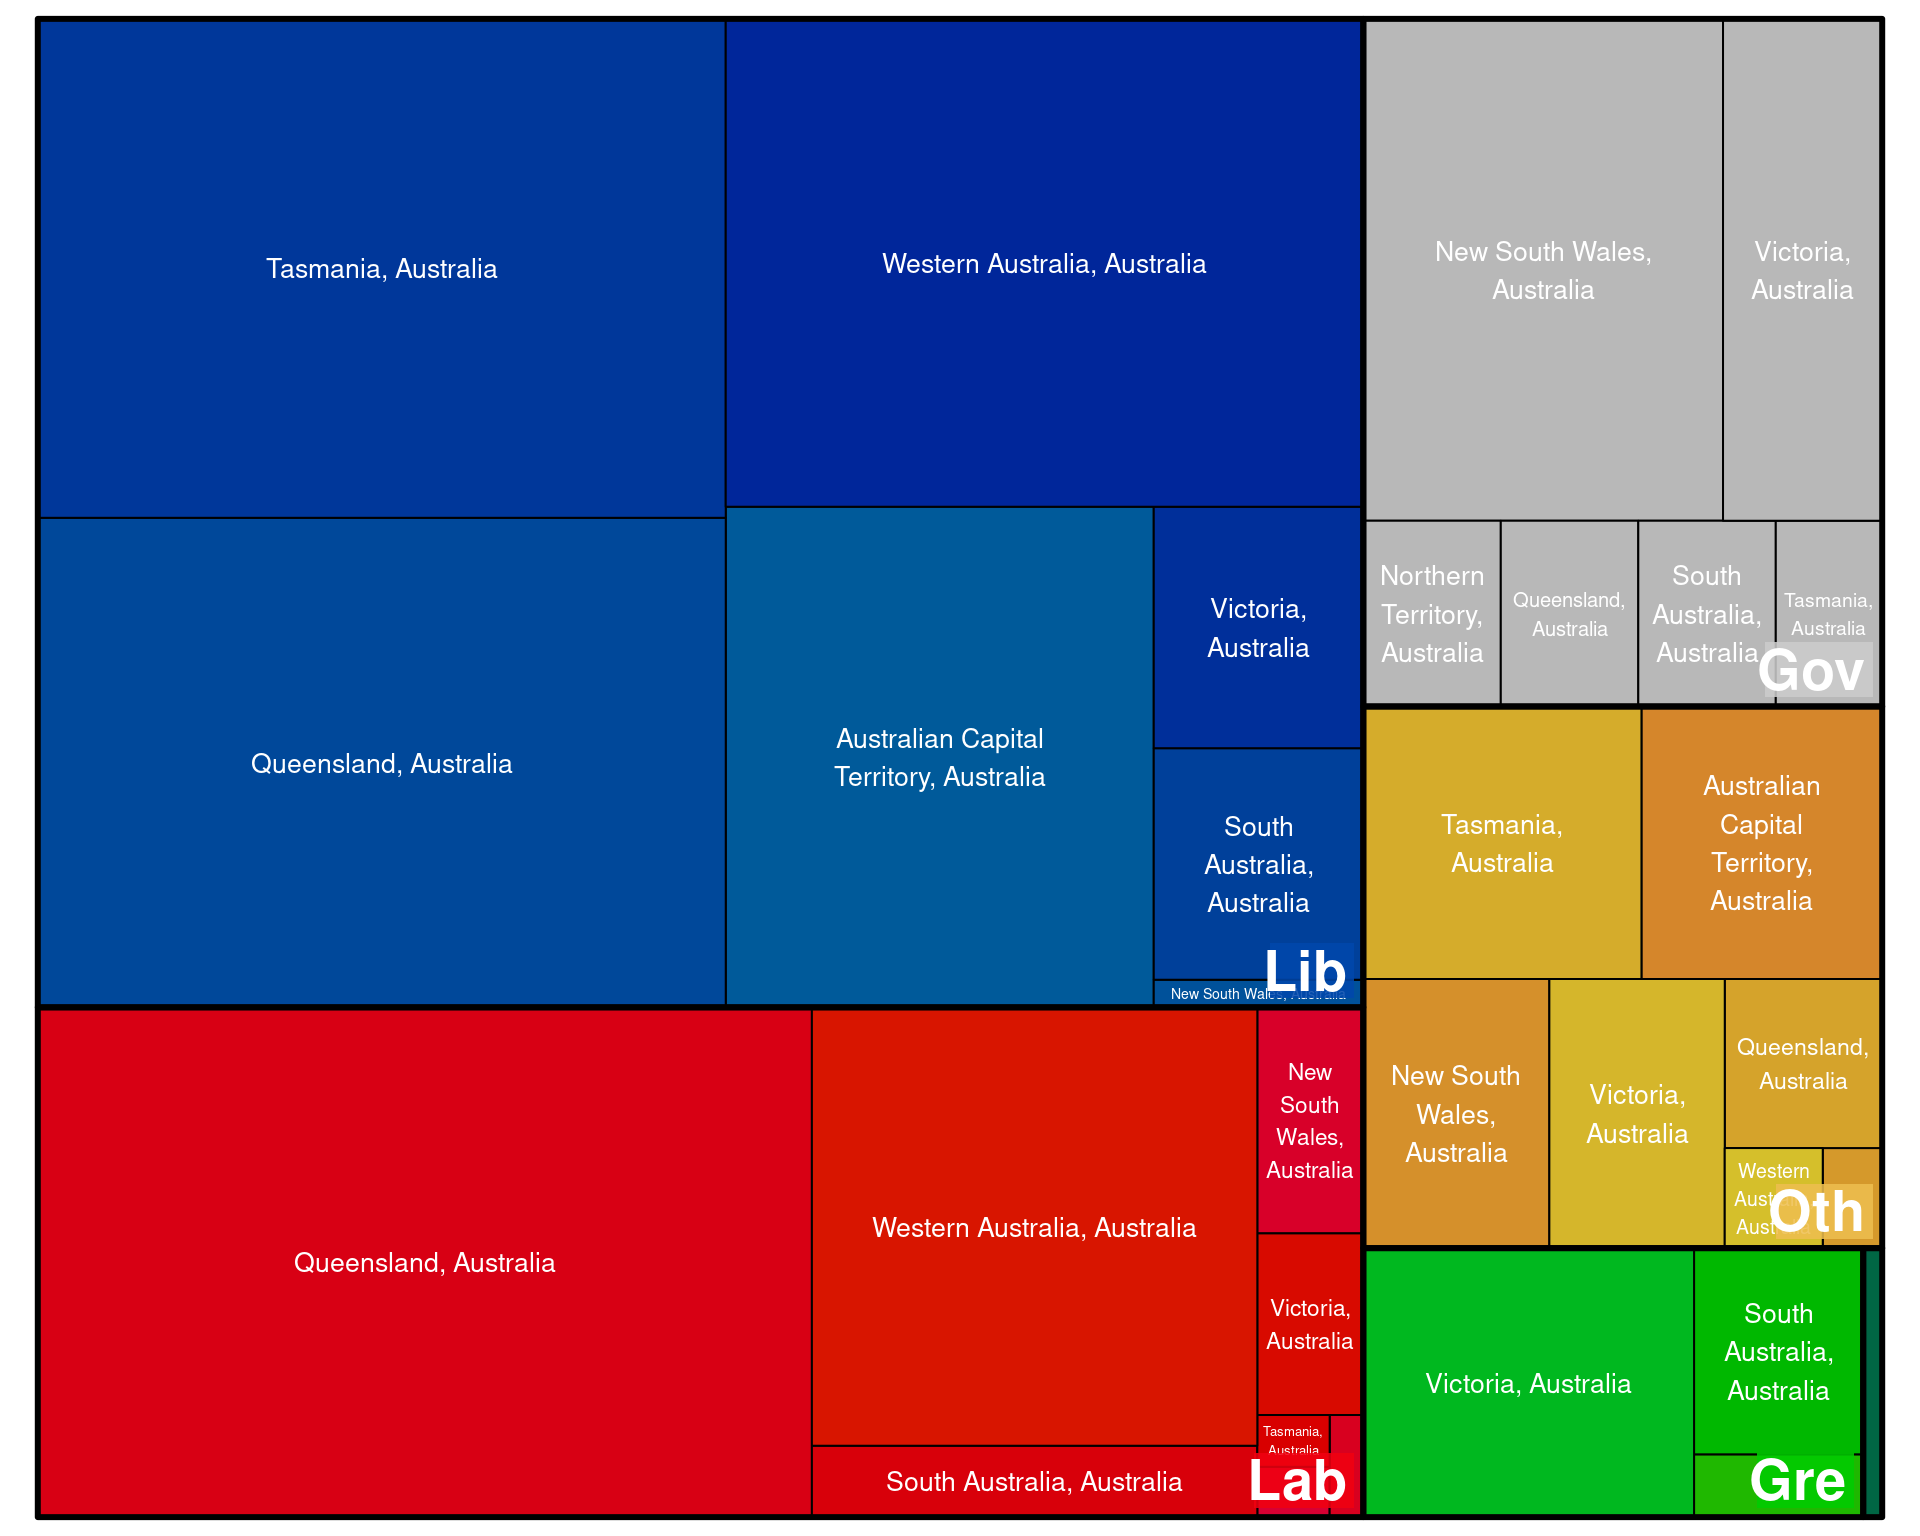 Tasmania, Australia
Western Australia, Australia
Queensland, Australia
Australian Capital
Territory, Australia
Victoria,
Australia
South
Australia,
Australia
New South Wales, Australia
Lib
New South Wales,
Australia
Victoria,
Australia
Northern
Territory,
Australia
Queensland,
Australia
South
Australia,
Australia
Tasmania,
Australia
Gov
Tasmania,
Australia
Australian
Capital
Territory,
Australia
New South
Wales,
Australia
Victoria,
Australia
Queensland,
Australia
Western
Australia,
Australia
Oth
Queensland, Australia
Western Australia, Australia
New
South
Wales,
Australia
Victoria,
Australia
South Australia, Australia
Tasmania,
Australia
Lab
Victoria, Australia
South
Australia,
Australia
Gre